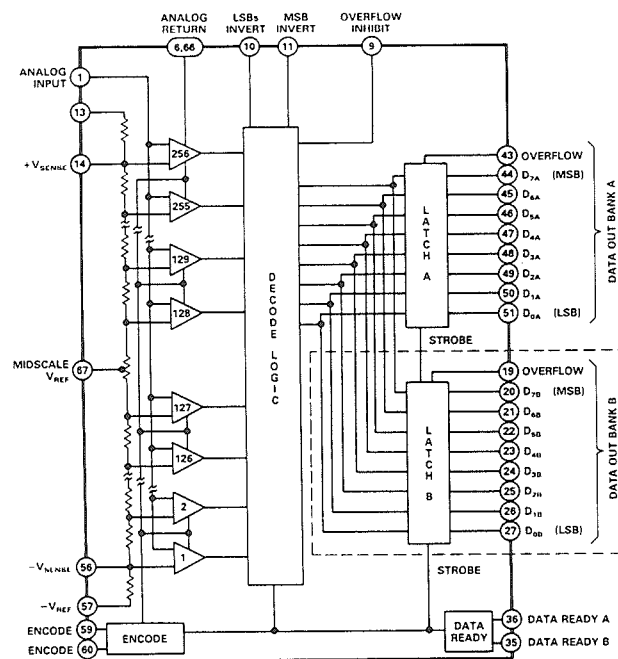 ANALOG RETURN
LSBs INVERT
MSB INVERT
OVERFLOW INHIBIT
6,66
10
11
9
ANALOG INPUT
1
13
+VSENSE
14
256
255
129
128
MIDSCALE VREF
67
127
126
2
1
-VSENSE
56
-VREF
57
ENCODE
59
ENCODE
60
ENCODE
DECODE LOGIC
LATCH A
STROBE
LATCH B
STROBE
43 OVERFLOW
44 D7A (MSB)
45 D6A
46 D5A
47 D4A
48 D3A
49 D2A
50 D1A
51 D0A (LSB)
DATA OUT BANK A
19 OVERFLOW
20 D7B (MSB)
21 D6B
22 D5B
23 D4B
24 D3B
25 D2B
26 D1B
27 D0B (LSB)
DATA OUT BANK B
DATA READY
36 DATA READY A
35 DATA READY B